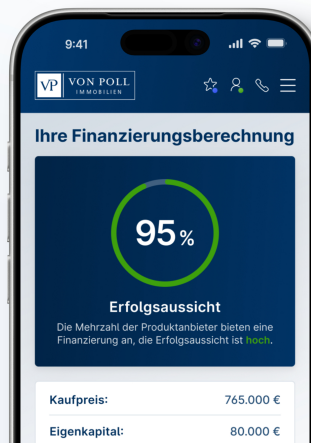 9:41
VP VON POLL
IMMOBILIEN
Ihre Finanzierungsberechnung
95 %
Erfolgsaussicht
Die Mehrzahl der Produktanbieter bieten eine
Finanzierung an, die Erfolgsaussicht ist hoch.
Kaufpreis: 765.000 €
Eigenkapital: 80.000 €